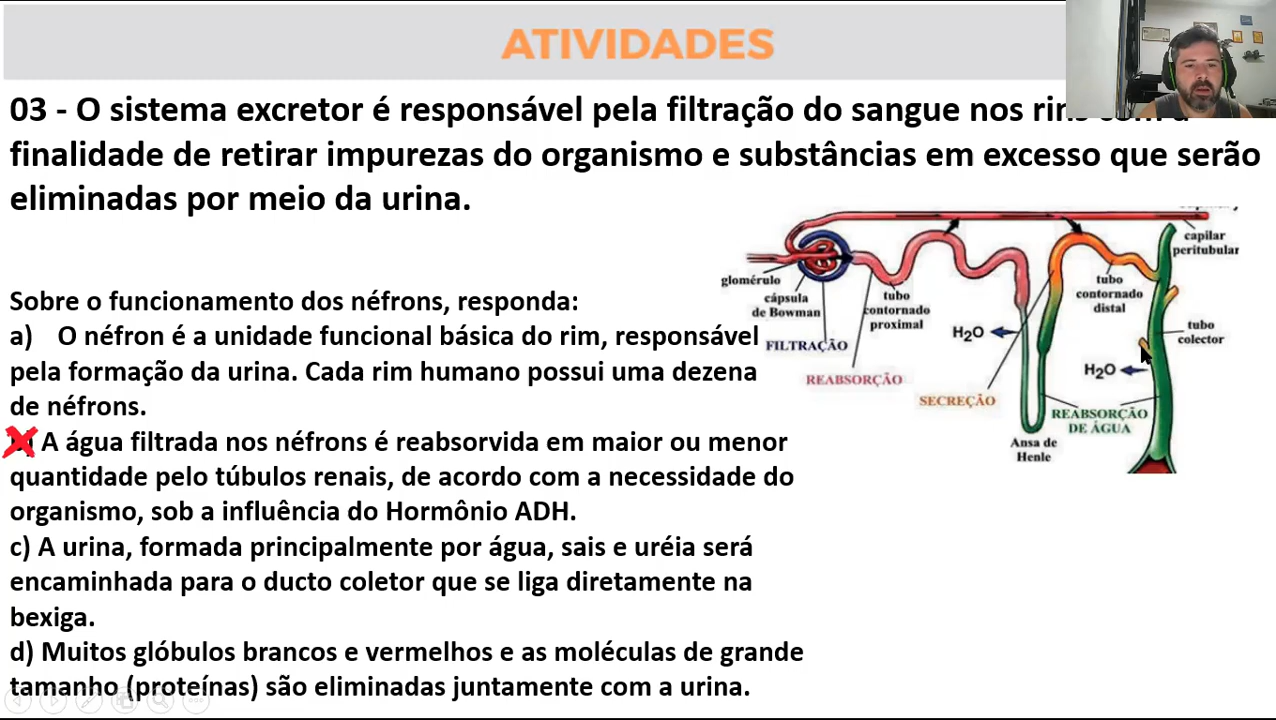 ATIVIDADES
03 - O sistema excretor é responsável pela filtração do sangue nos rins
finalidade de retirar impurezas do organismo e substâncias em excesso que serão
eliminadas por meio da urina.
capilar
peritubular
glomérulo
cápsula
de Bowman
tubo
contornado
proximal
tubo
contornado
distal
tubo
colector
H2O
H2O
FILTRAÇÃO
REABSORÇÃO
SECREÇÃO
REABSORÇÃO
DE ÁGUA
Ansa de
Henle
Sobre o funcionamento dos néfrons, responda:
a) O néfron é a unidade funcional básica do rim, responsável
pela formação da urina. Cada rim humano possui uma dezena
de néfrons.
A água filtrada nos néfrons é reabsorvida em maior ou menor
quantidade pelo túbulos renais, de acordo com a necessidade do
organismo, sob a influência do Hormônio ADH.
c) A urina, formada principalmente por água, sais e uréia será
encaminhada para o ducto coletor que se liga diretamente na
bexiga.
d) Muitos glóbulos brancos e vermelhos e as moléculas de grande
tamanho (proteínas) são eliminadas juntamente com a urina.